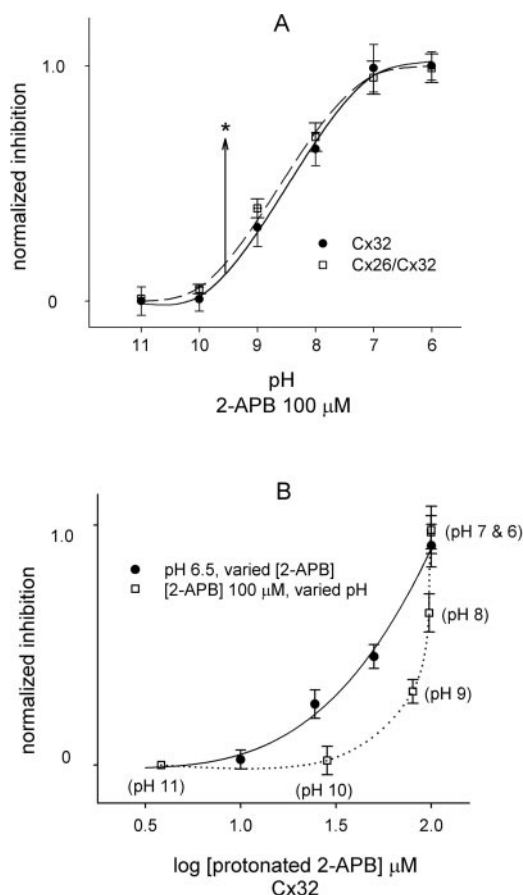 A
normalized inhibition
1.0
0
*
Cx32
Cx26/Cx32
11 10 9 8 7 6
pH
2-APB 100 μM
B
normalized inhibition
1.0
0
pH 6.5, varied [2-APB]
[2-APB] 100 μM, varied pH
(pH 7 & 6)
(pH 8)
(pH 9)
(pH 11)
(pH 10)
0.5 1.0 1.5 2.0
log [protonated 2-APB] μM
Cx32